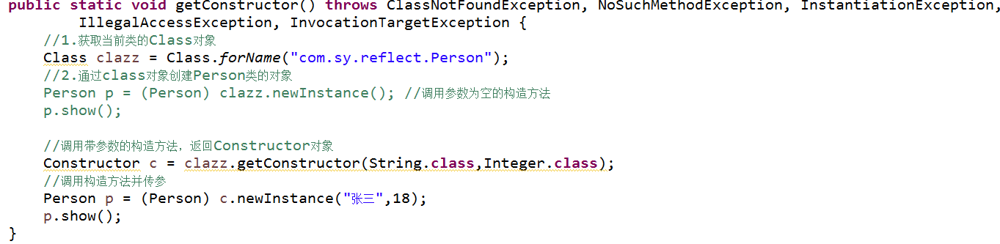 public static void getConstructor() throws ClassNotFoundException, NoSuchMethodException, InstantiationException,
IllegalAccessException, InvocationTargetException {
//1.获取当前类的Class对象
Class clazz = Class.forName("com.sy.reflect.Person");
//2.通过class对象创建Person类的对象
Person p = (Person) clazz.newInstance(); //调用参数为空的构造方法
p.show();
//调用带参数的构造方法，返回Constructor对象
Constructor c = clazz.getConstructor(String.class,Integer.class);
//调用构造方法并传参
Person p = (Person) c.newInstance("张三",18);
p.show();
}